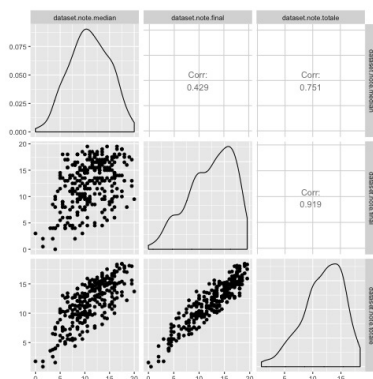 dataset.note.median dataset.note.final dataset.note.totale
0.075
0.050
0.025
0.000
Corr:
0.429
Corr:
0.751
dataset.note.median
20
15
10
5
0
Corr:
0.919
dataset.note.final
15
10
5
dataset.note.totale
0 5 10 15 20 0 5 10 15 20 5 10 15